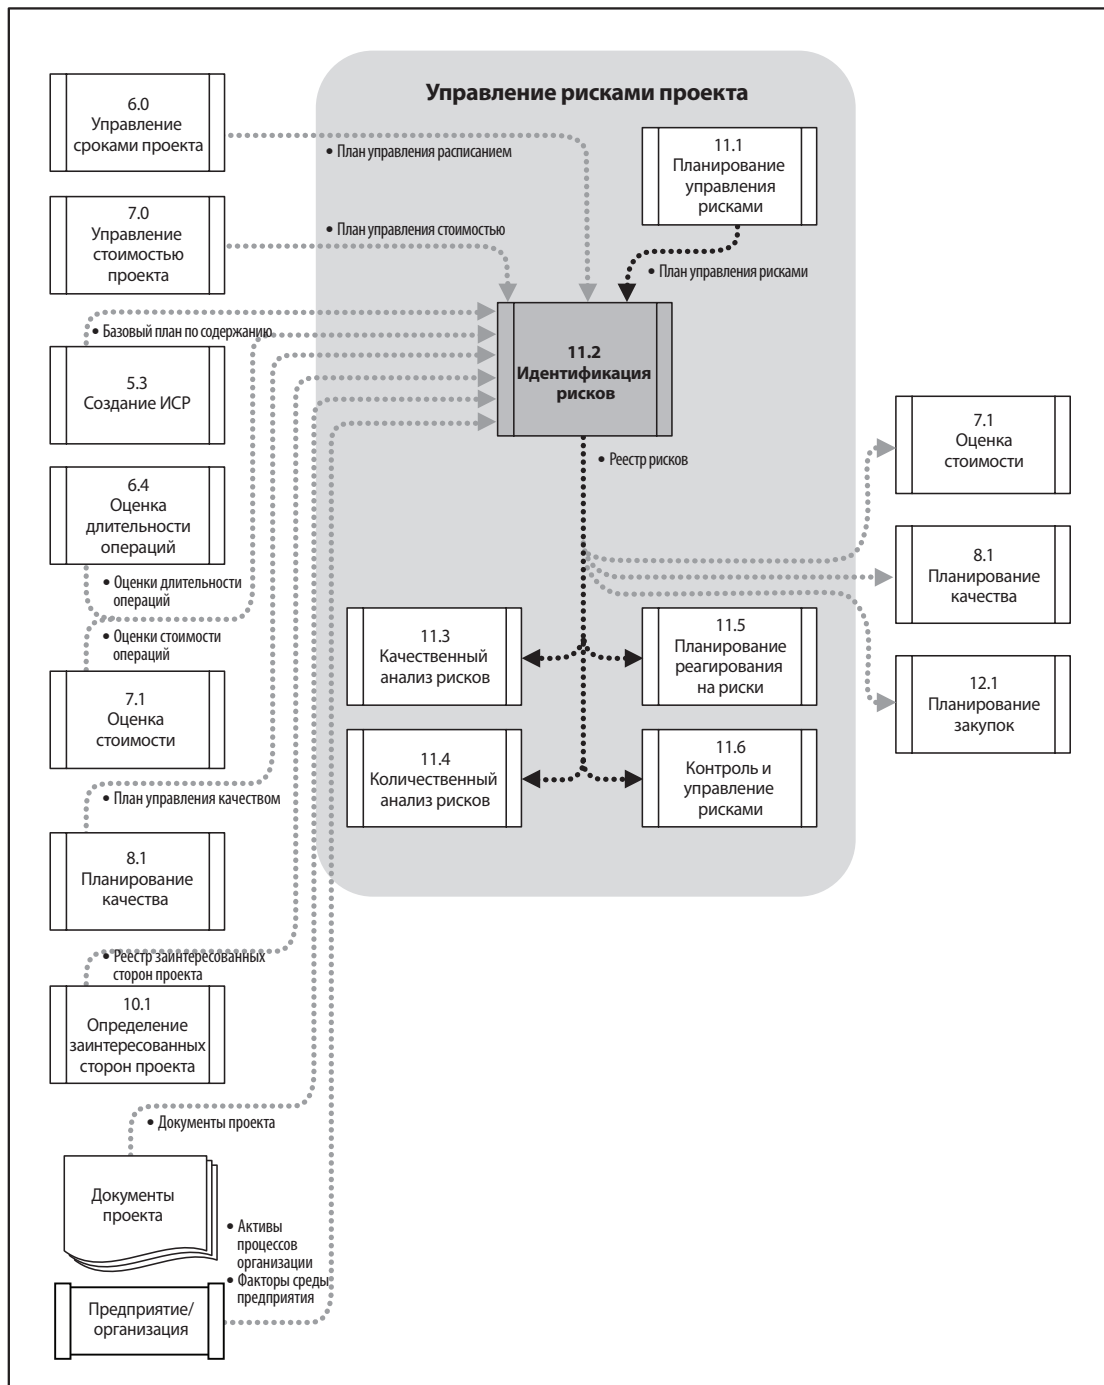 Управление рисками проекта
6.0
Управление
сроками проекта
• План управления расписанием
11.1
Планирование
управления
рисками
7.0
Управление
стоимостью
проекта
• План управления стоимостью
• План управления рисками
• Базовый план по содержанию
5.3
Создание ИСР
11.2
Идентификация
рисков
• Реестр рисков
7.1
Оценка
стоимости
6.4
Оценка
длительности
операций
• Оценки длительности
операций
8.1
Планирование
качества
• Оценки стоимости
операций
11.3
Качественный
анализ рисков
11.5
Планирование
реагирования
на риски
12.1
Планирование
закупок
7.1
Оценка
стоимости
11.4
Количественный
анализ рисков
11.6
Контроль и
управление
рисками
• План управления качеством
8.1
Планирование
качества
• Реестр заинтересованных
сторон проекта
10.1
Определение
заинтересованных
сторон проекта
• Документы проекта
Документы
проекта
• Активы
процессов
организации
• Факторы среды
предприятия
Предприятие/
организация